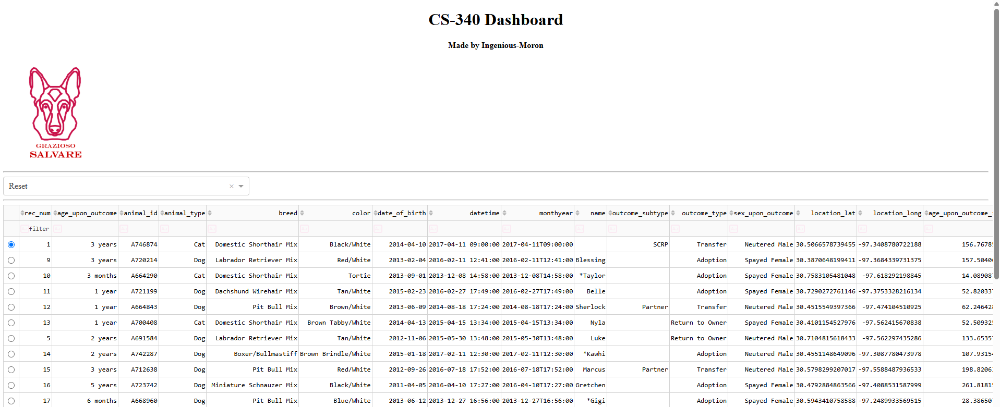 CS-340 Dashboard
Made by Ingenious-Moron
GRAZIOSO
SALVARE
Reset ×
rec_num age_upon_outcome animal_id animal_type breed color date_of_birth datetime monthyear name outcome_subtype outcome_type sex_upon_outcome location_lat location_long age_upon_outcome_
filter
1 3 years A746874 Cat Domestic Shorthair Mix Black/White 2014-04-10 2017-04-11 09:00:00 2017-04-11T09:00:00 SCRP Transfer Neutered Male 30.5066578739455 -97.3408780722188 156.7678
9 3 years A720214 Dog Labrador Retriever Mix Red/White 2013-02-04 2016-02-11 12:41:00 2016-02-11T12:41:00 Blessing Adoption Spayed Female 30.3870648199411 -97.3684339731375 157.5040
10 3 months A664290 Cat Domestic Shorthair Mix Tortie 2013-09-01 2013-12-08 14:58:00 2013-12-08T14:58:00 *Taylor Adoption Spayed Female 30.7583105481048 -97.618292198845 14.08908
11 1 year A721199 Dog Dachshund Wirehair Mix Tan/White 2015-02-23 2016-02-27 17:49:00 2016-02-27T17:49:00 Belle Adoption Spayed Female 30.7290272761146 -97.3753328216134 52.82033
12 1 year A664843 Dog Pit Bull Mix Brown/White 2013-06-09 2014-08-18 17:24:00 2014-08-18T17:24:00 Sherlock Partner Transfer Neutered Male 30.4515549397366 -97.474104510925 62.24642
13 1 year A700408 Cat Domestic Shorthair Mix Brown Tabby/White 2014-04-13 2015-04-15 13:34:00 2015-04-15T13:34:00 Nyla Return to Owner Spayed Female 30.4101154527976 -97.562415670838 52.50932
5 2 years A691584 Dog Labrador Retriever Mix Tan/White 2012-11-06 2015-05-30 13:48:00 2015-05-30T13:48:00 Luke Return to Owner Neutered Male 30.7104815618433 -97.562297435286 133.6535
14 2 years A742287 Dog Boxer/Bullmastiff Brown Brindle/White 2015-01-18 2017-02-11 12:30:00 2017-02-11T12:30:00 *Kawhi Adoption Neutered Male 30.4551148649096 -97.3087780473978 107.9315
15 3 years A712638 Dog Pit Bull Mix Red/White 2012-09-26 2016-07-18 17:52:00 2016-07-18T17:52:00 Marcus Partner Transfer Neutered Male 30.5798299207017 -97.5588487936533 198.8206
16 5 years A723742 Dog Miniature Schnauzer Mix Black/White 2011-04-05 2016-04-10 17:27:00 2016-04-10T17:27:00 Gretchen Adoption Spayed Female 30.4792884863566 -97.4088531587999 261.8181
17 6 months A668960 Dog Pit Bull Mix Blue/White 2013-06-12 2013-12-27 16:56:00 2013-12-27T16:56:00 *Gigi Adoption Spayed Female 30.5943410758588 -97.2489933569515 28.38650